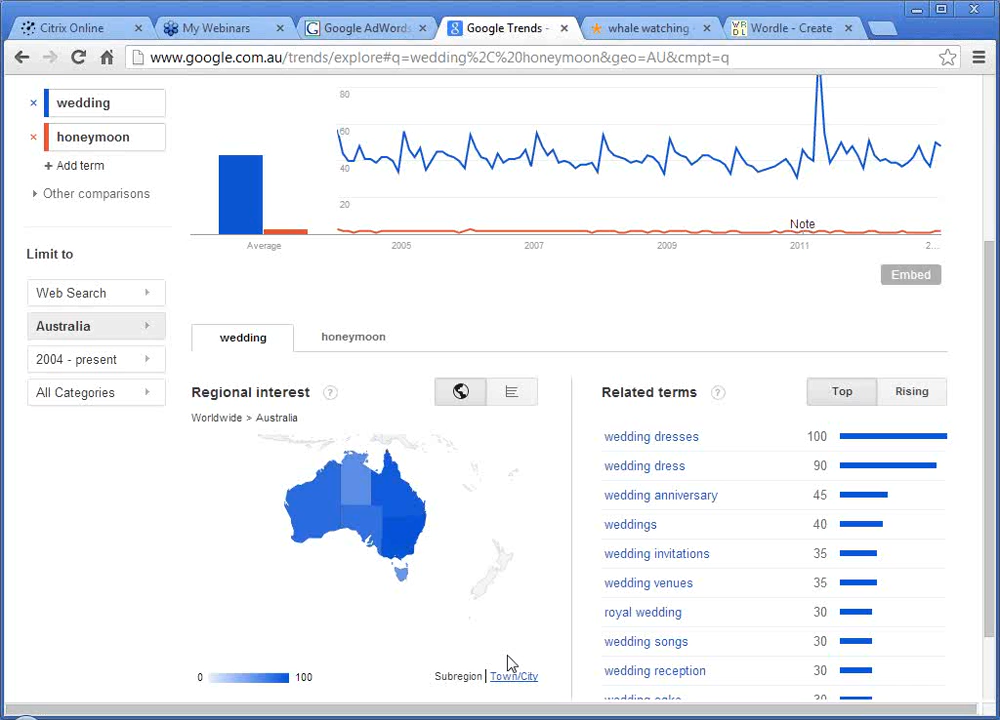 Citrix Online
My Webinars
Google AdWords
Google Trends -
whale watching -
Wordle - Create
www.google.com.au/trends/explore#q=wedding%2C%20honeymoon&geo=AU&cmpt=q
wedding
honeymoon
+ Add term
Other comparisons
80
60
40
20
Note
Average
2005
2007
2009
2011
2...
Embed
Limit to
Web Search
Australia
2004 - present
All Categories
wedding
honeymoon
Regional interest ?
Worldwide > Australia
0
100
Subregion | Town/City
Related terms ?
Top
Rising
wedding dresses 100
wedding dress 90
wedding anniversary 45
weddings 40
wedding invitations 35
wedding venues 35
royal wedding 30
wedding songs 30
wedding reception 30
wedding cake 30